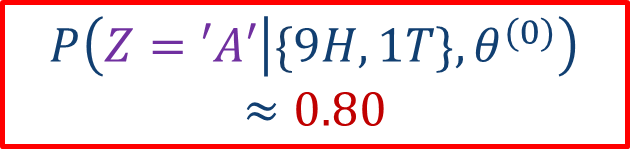 P(Z = 'A'|{9H, 1T}, θ⁽⁰⁾)
≈ 0.80